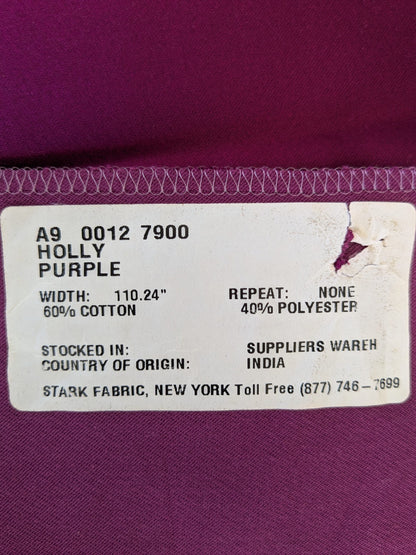 A9 0012 7900
HOLLY
PURPLE
WIDTH: 110.24" REPEAT: NONE
60% COTTON 40% POLYESTER
STOCKED IN: SUPPLIERS WAREH
COUNTRY OF ORIGIN: INDIA
STARK FABRIC, NEW YORK Toll Free (877) 746-7699